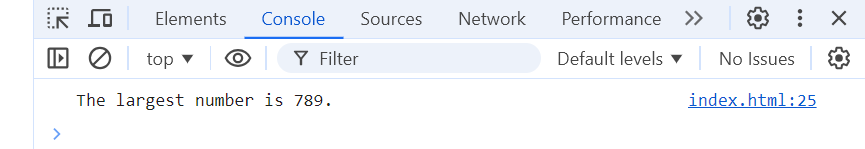 Elements Console Sources Network Performance
top Filter Default levels No Issues
The largest number is 789. index.html:25